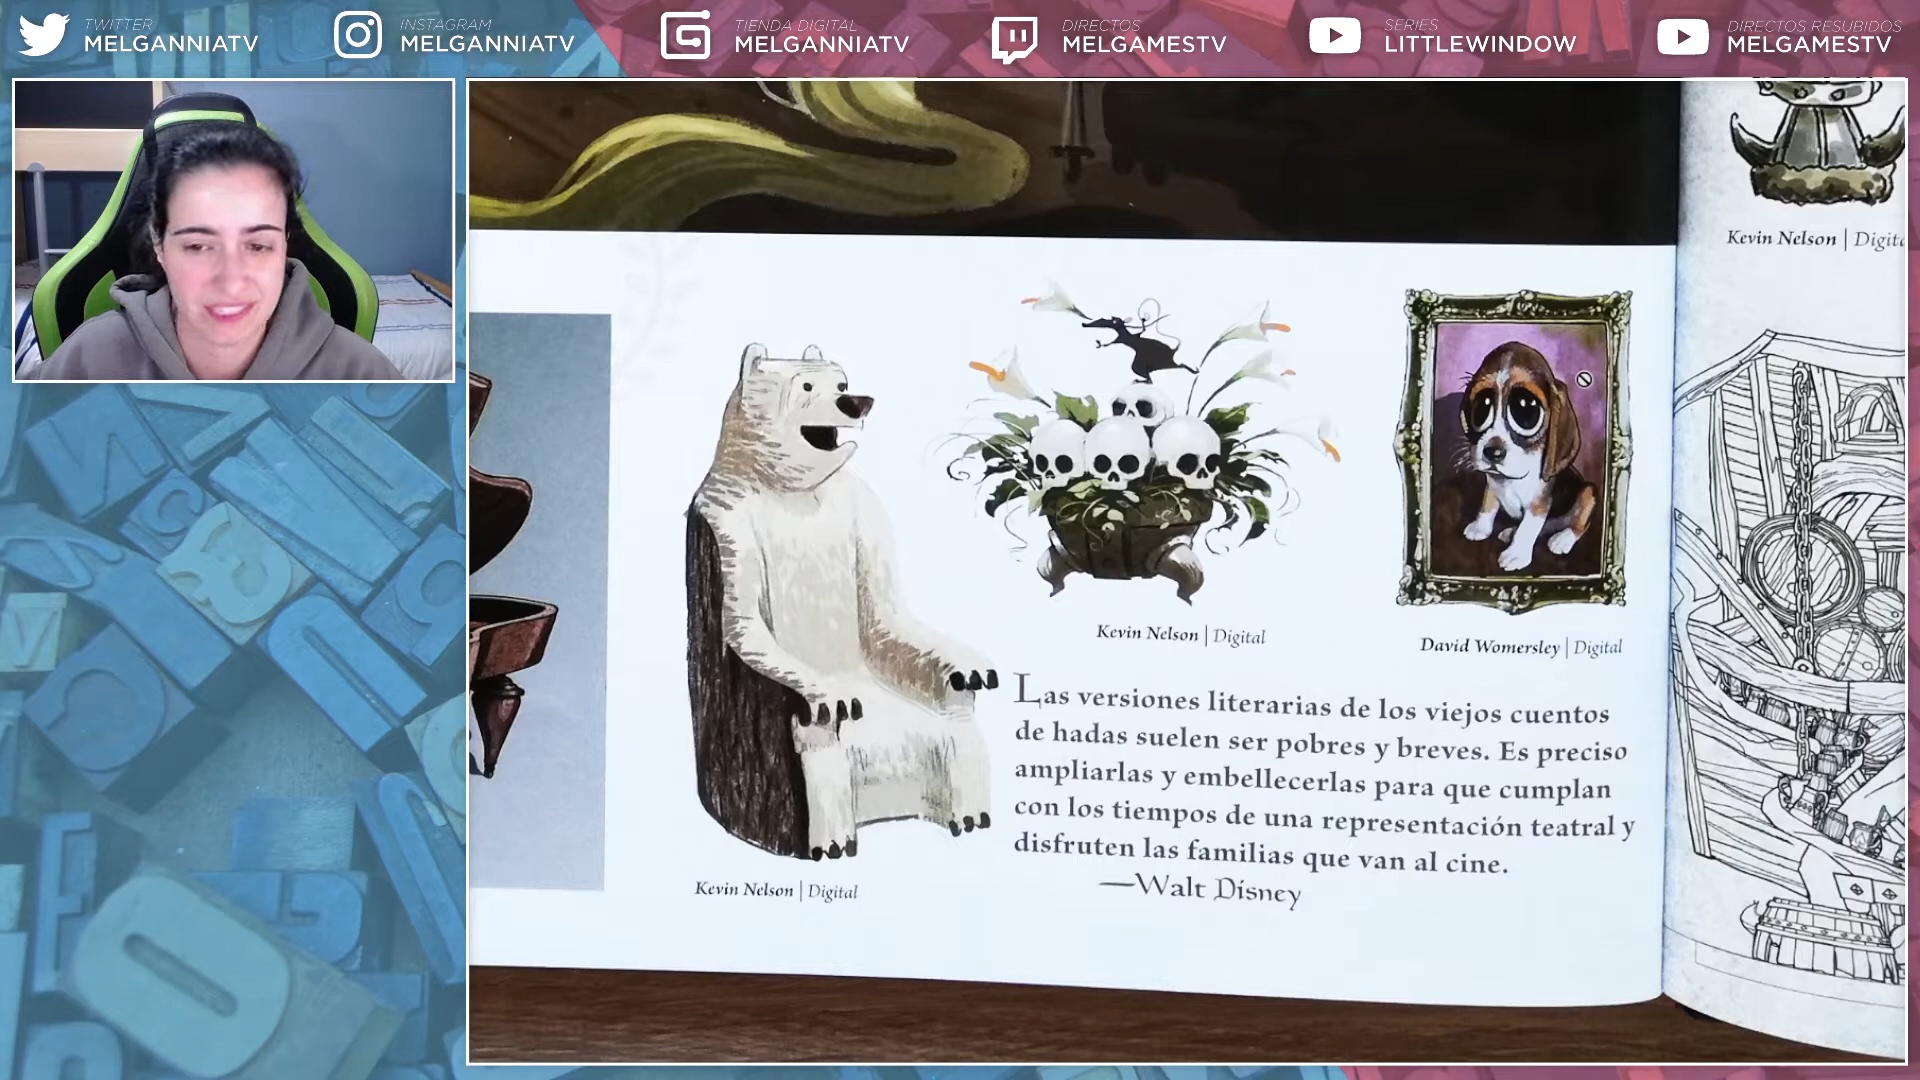 TWITTER
MELGANNIATV
INSTAGRAM
MELGANNIATV
TIENDA DIGITAL
MELGANNIATV
DIRECTOS
MELGAMESTV
SERIES
LITTLEWINDOW
DIRECTOS RESUBIDOS
MELGAMESTV
Kevin Nelson | Digital
Kevin Nelson | Digital
David Womersley | Digital
Las versiones literarias de los viejos cuentos
de hadas suelen ser pobres y breves. Es preciso
ampliarlas y embellecerlas para que cumplan
con los tiempos de una representación teatral y
disfruten las familias que van al cine.
—Walt Disney
Kevin Nelson | Digital